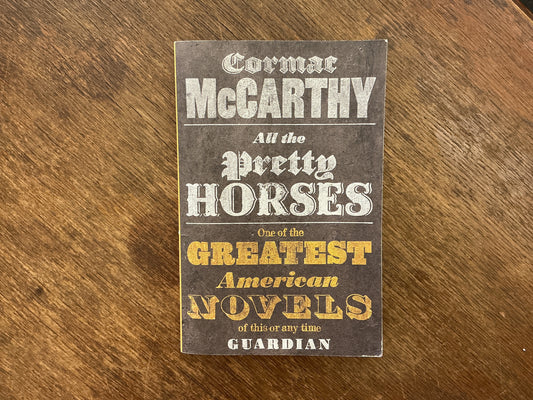 Cormac
McCARTHY
All the
Pretty
HORSES
One of the
GREATEST
American
NOVELS
of this or any time
GUARDIAN